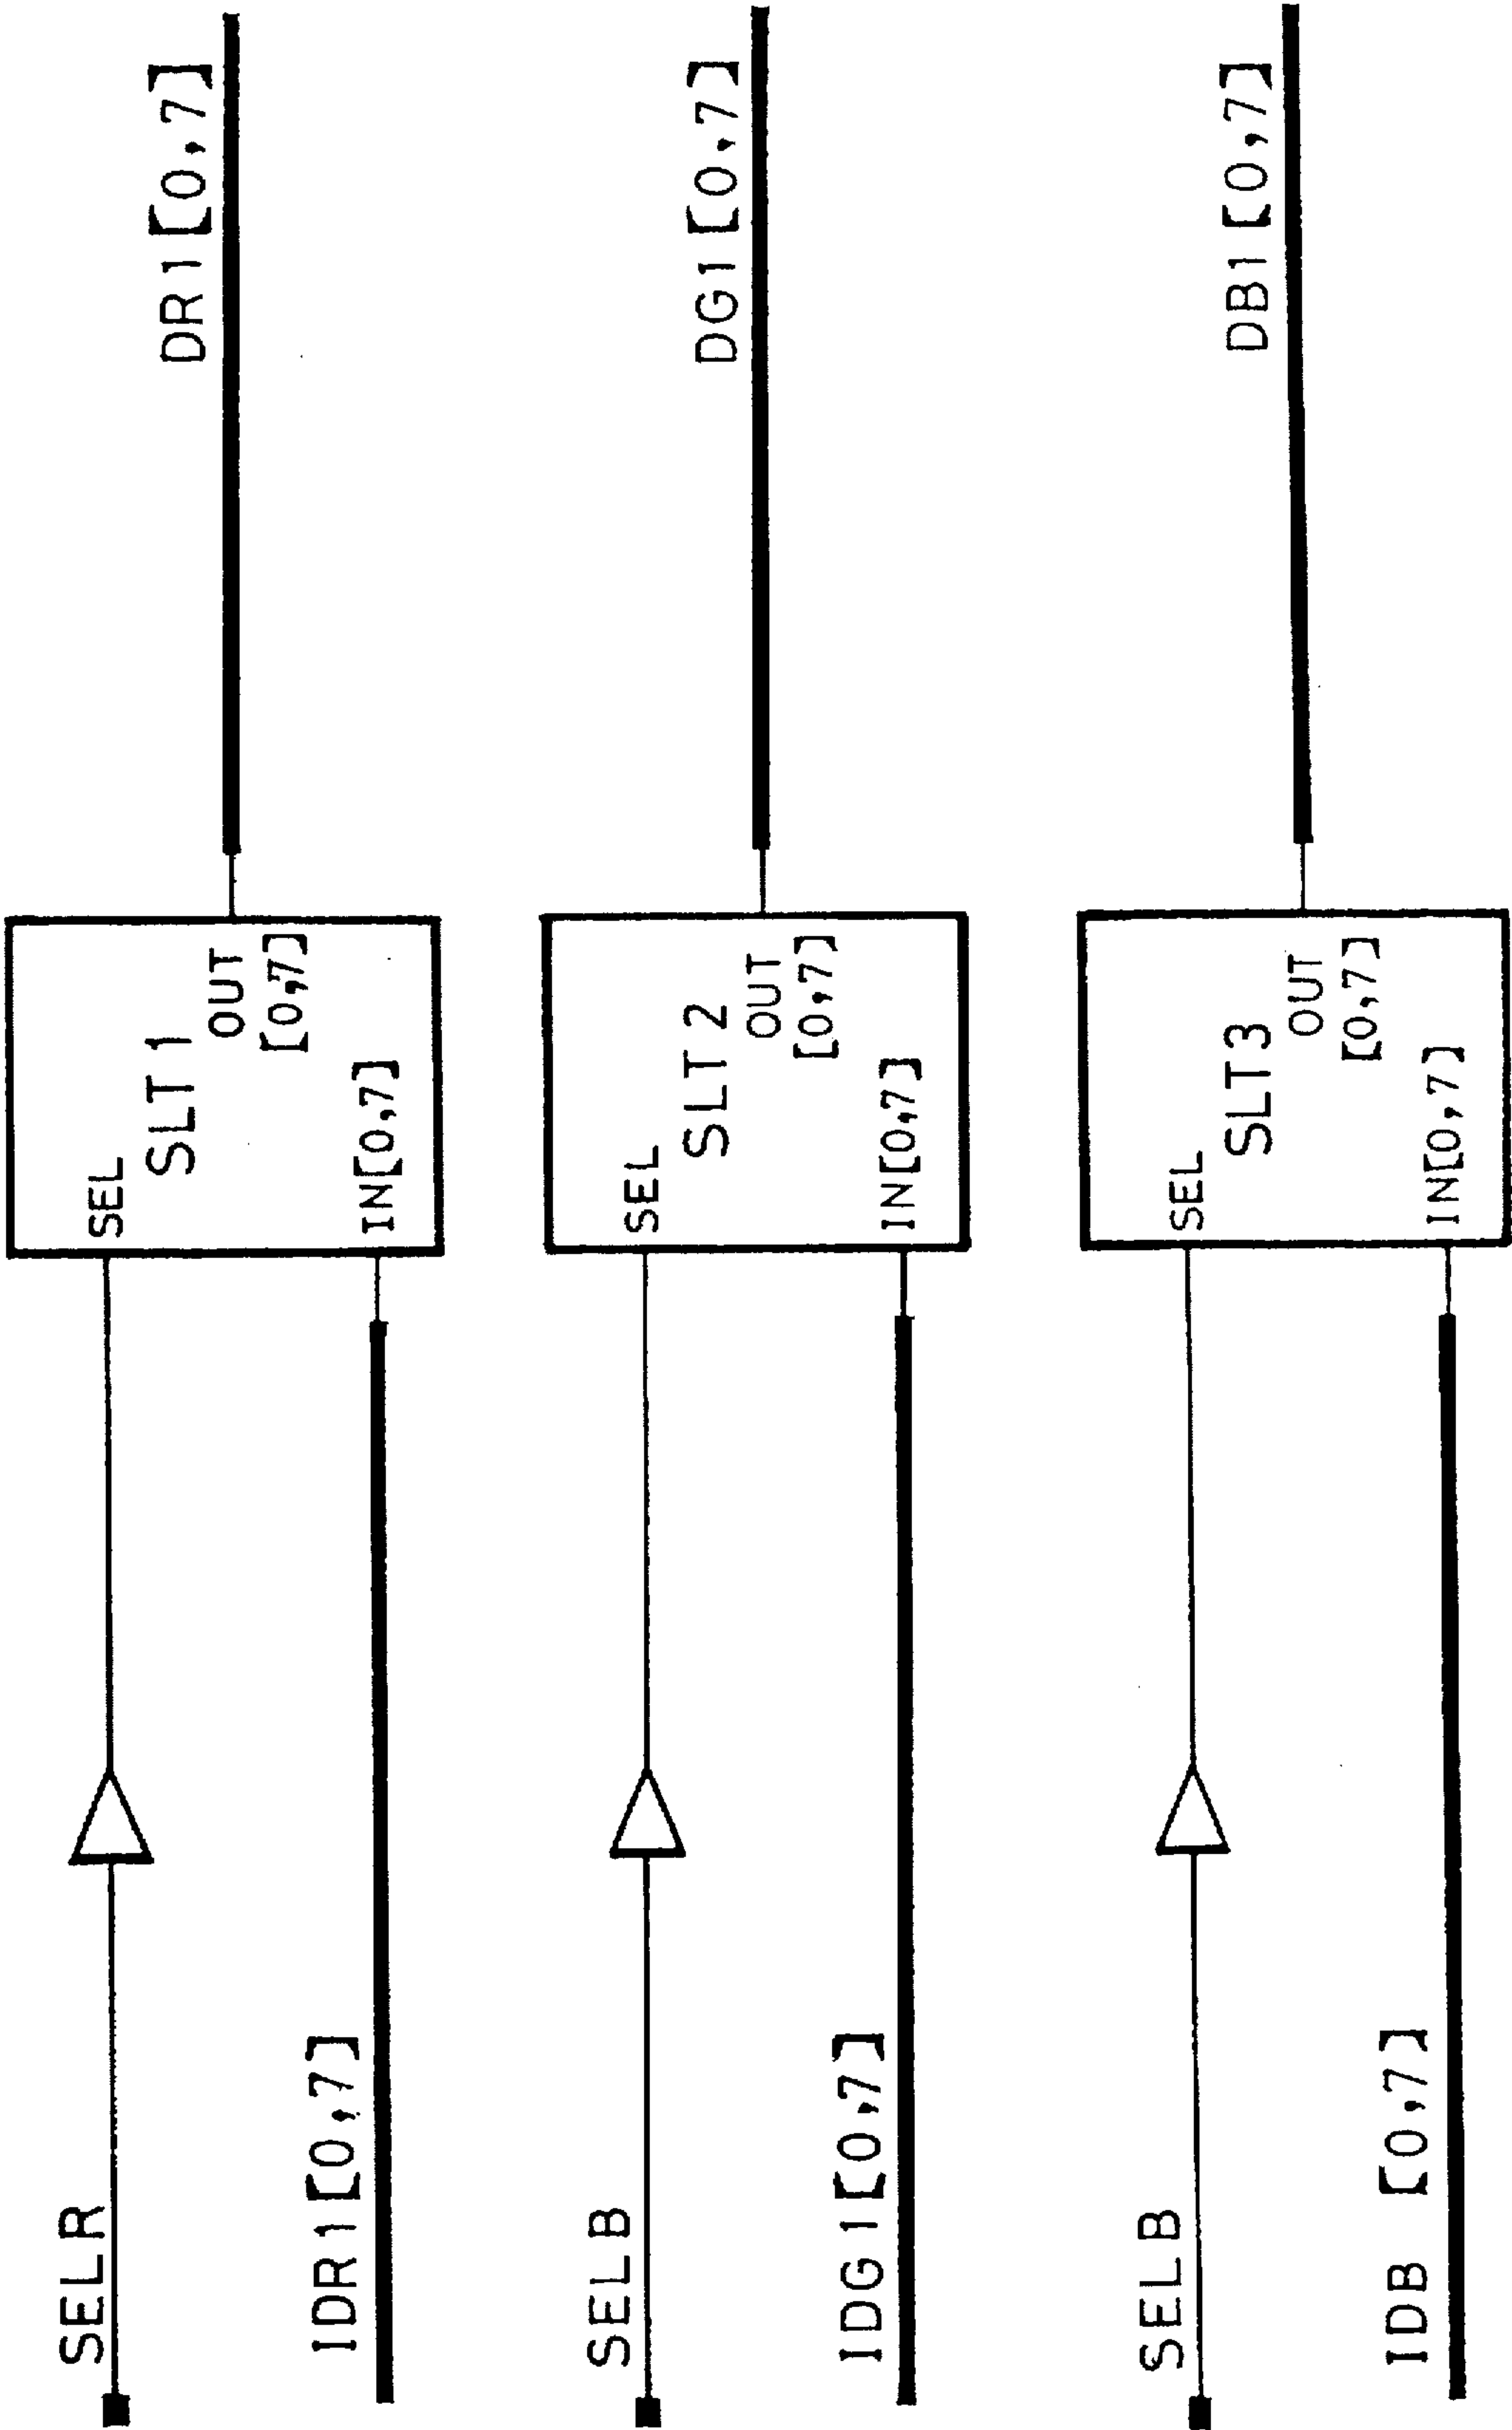 SELR
SEL
SLT1
OUT
[0,7]
DR1[0,7]
IDR1[0,7]
IN[0,7]
SELB
SEL
SLT2
OUT
[0,7]
DG1[0,7]
IDG1[0,7]
IN[0,7]
SELB
SEL
SLT3
OUT
[0,7]
DB1[0,7]
IDB [0,7]
IN[0,7]